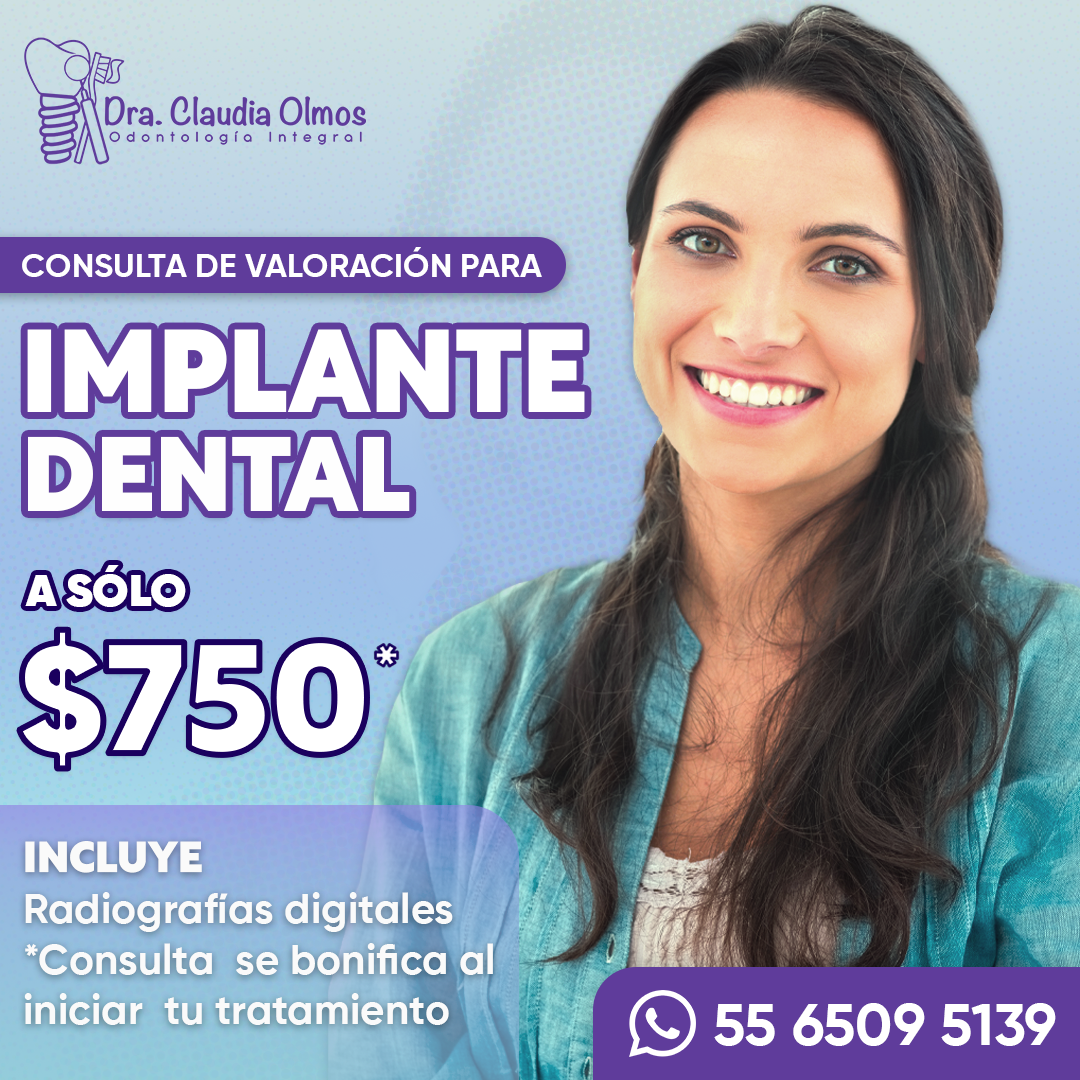 Dra. Claudia Olmos
Odontología Integral
CONSULTA DE VALORACIÓN PARA
IMPLANTE
DENTAL
A SÓLO
$750*
INCLUYE
Radiografías digitales
*Consulta se bonifica al
iniciar tu tratamiento
55 6509 5139